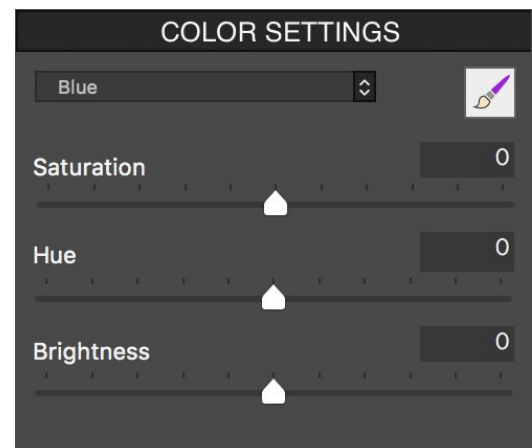 COLOR SETTINGS
Blue
Saturation 0
Hue 0
Brightness 0